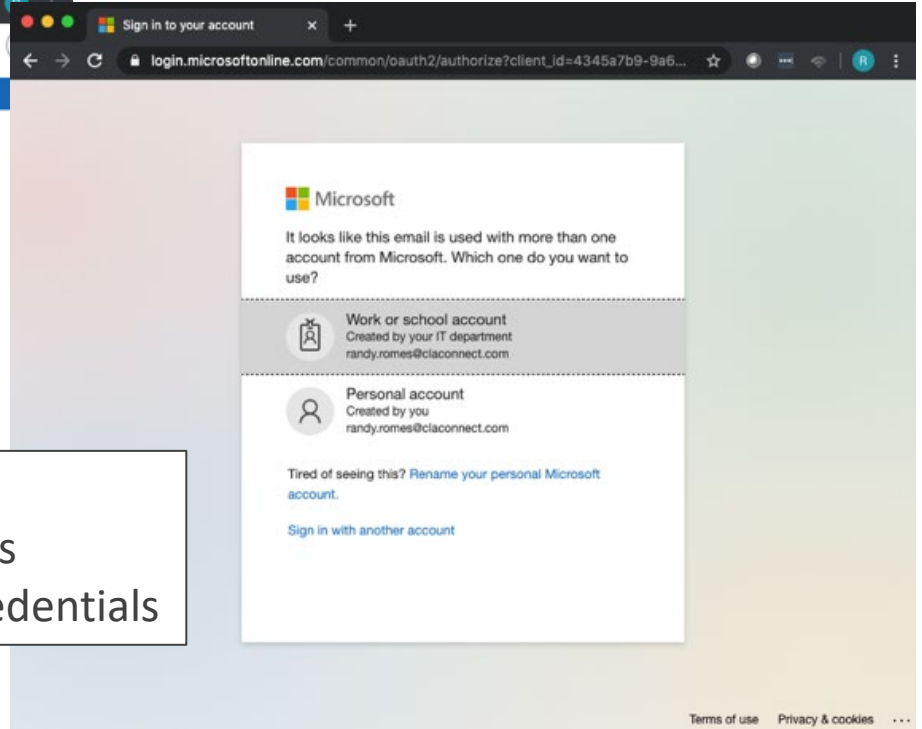 Sign in to your account
login.microsoftonline.com/common/oauth2/authorize?client_id=4345a7b9-9a6...
R
Microsoft
It looks like this email is used with more than one
account from Microsoft. Which one do you want to
use?
Work or school account
Created by your IT department
randy.romes@claconnect.com
Personal account
Created by you
randy.romes@claconnect.com
Tired of seeing this? Rename your personal Microsoft
account.
Sign in with another account
s
edentials
Terms of use Privacy & cookies ...